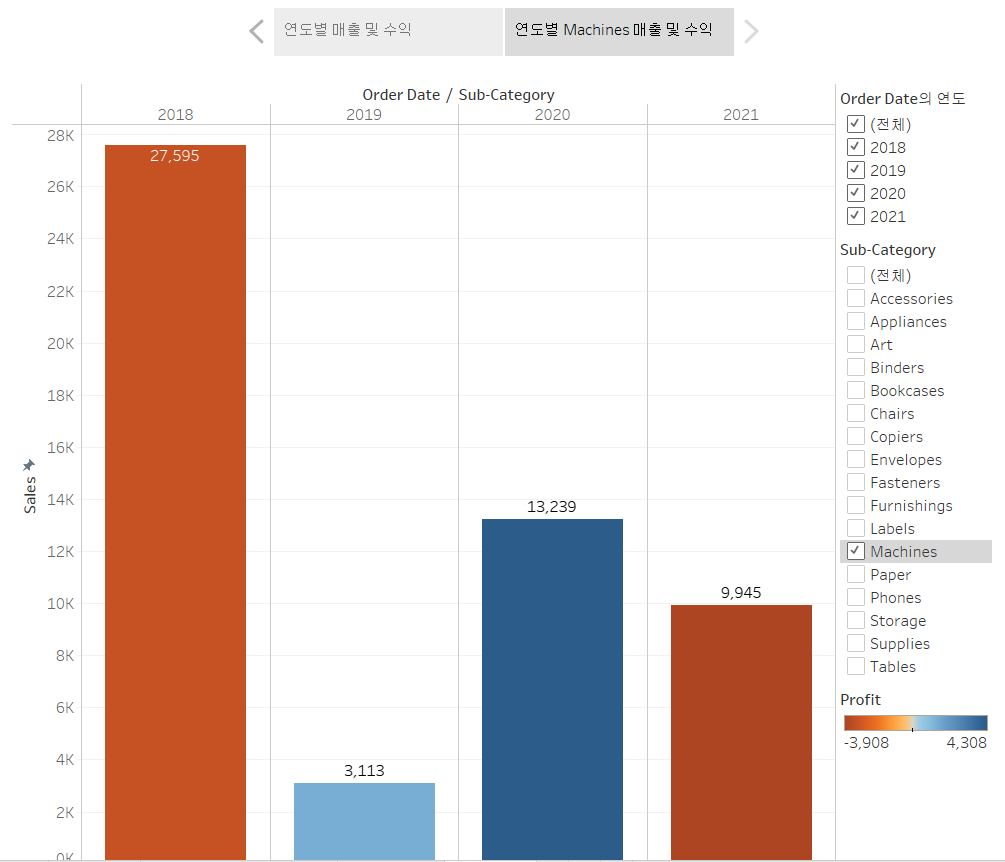 연도별 매출 및 수익
연도별 Machines 매출 및 수익
Order Date / Sub-Category
2018 2019 2020 2021
28K
26K
24K
22K
20K
18K
16K
14K
12K
10K
8K
6K
4K
2K
0K
Sales
27,595
3,113
13,239
9,945
Order Date의 연도
(전체)
2018
2019
2020
2021
Sub-Category
(전체)
Accessories
Appliances
Art
Binders
Bookcases
Chairs
Copiers
Envelopes
Fasteners
Furnishings
Labels
Machines
Paper
Phones
Storage
Supplies
Tables
Profit
-3,908 4,308